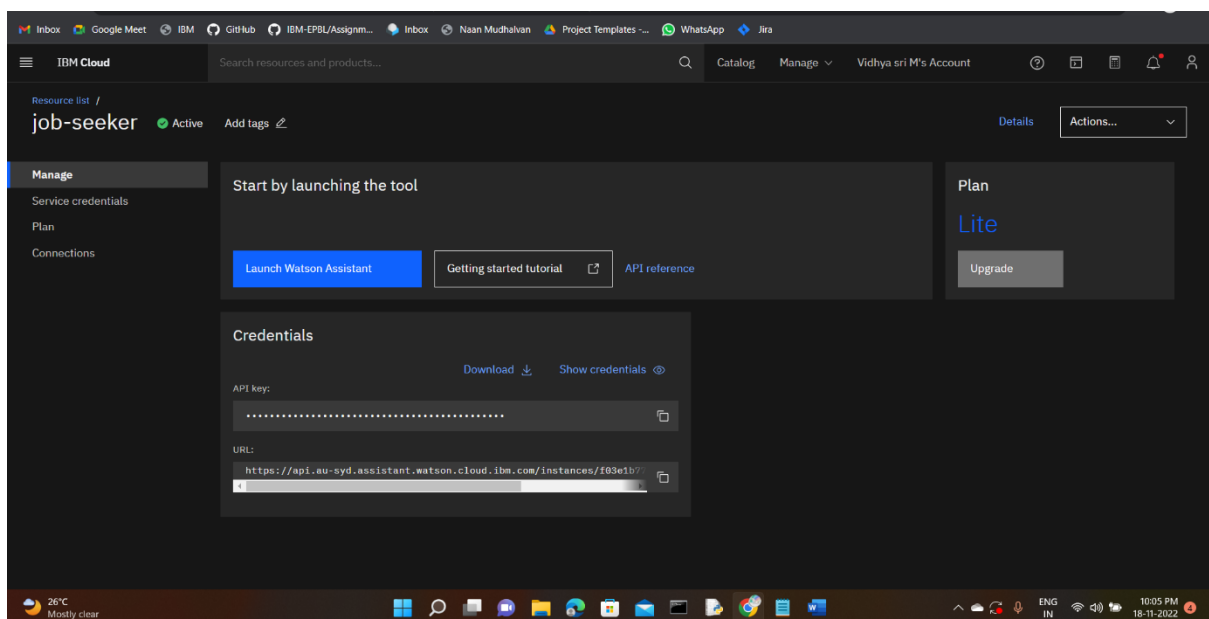 Inbox Google Meet IBM GitHub IBM-EPBL/Assignm... Inbox Naan Mudhalvan Project Templates -... WhatsApp Jira
IBM Cloud Search resources and products... Catalog Manage Vidhya sri M's Account
Resource list /
job-seeker Active Add tags Details Actions...
Manage
Service credentials
Plan
Connections
Start by launching the tool
Launch Watson Assistant Getting started tutorial API reference
Plan
Lite
Upgrade
Credentials
Download Show credentials
API key:
............................................
URL:
https://api.au-syd.assistant.watson.cloud.ibm.com/instances/f03e1b7
26°C
Mostly clear
ENG
IN
10:05 PM
18-11-2022
4